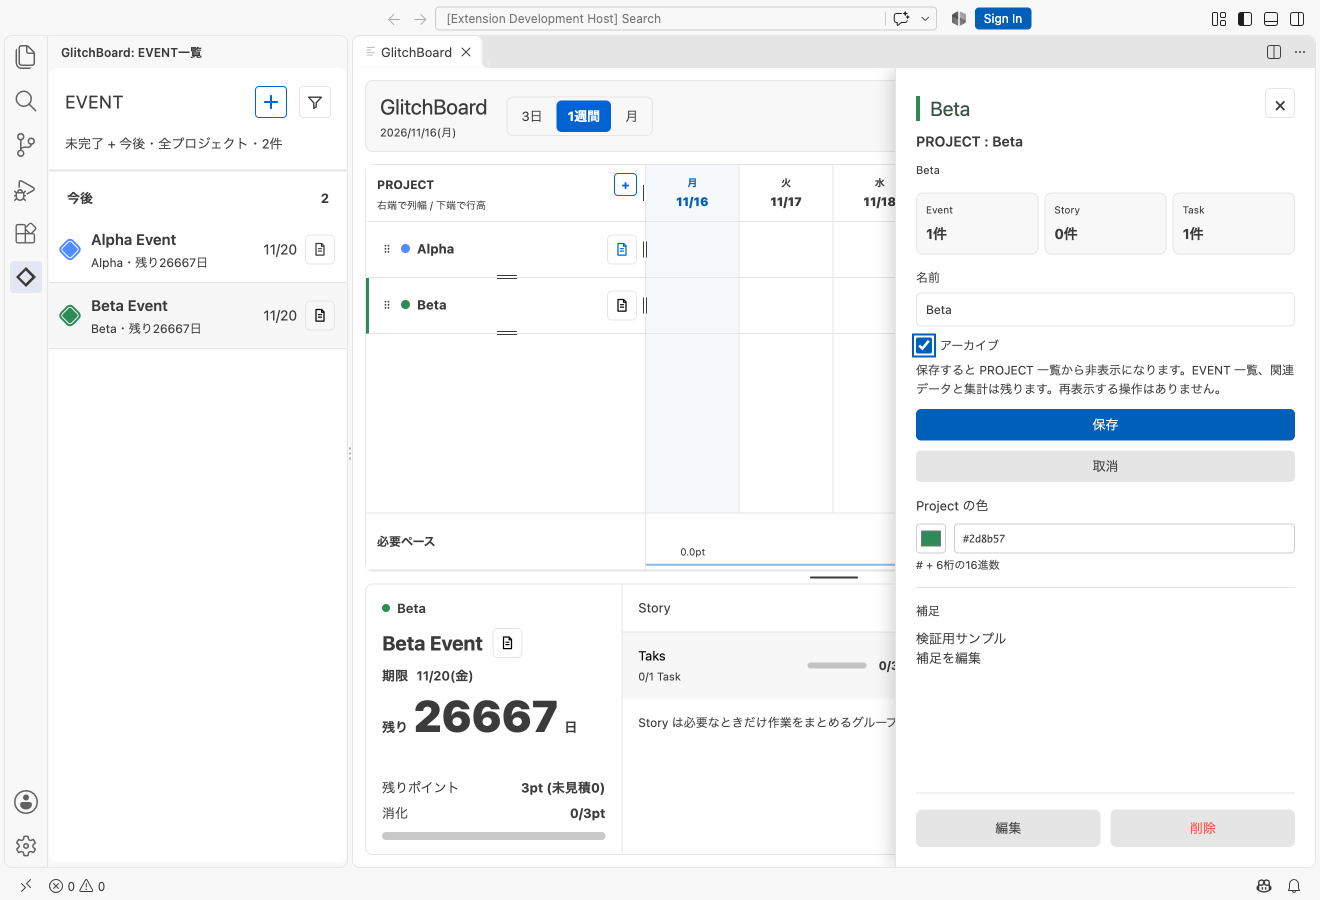 [Extension Development Host] Search
Sign In
GlitchBoard: EVENT一覧
EVENT
未完了 + 今後・全プロジェクト・2件
今後
2
Alpha Event
Alpha・残り26667日
11/20
Beta Event
Beta・残り26667日
11/20
GlitchBoard
GlitchBoard
2026/11/16(月)
3日
1週間
月
PROJECT
右端で列幅 / 下端で行高
月
11/16
火
11/17
水
11/18
Alpha
Beta
必要ペース
0.0pt
Beta
Beta Event
期限 11/20(金)
残り 26667 日
残りポイント
3pt (未見積0)
消化
0/3pt
Story
Taks
0/1 Task
0/3
Story は必要なときだけ作業をまとめるグループ
Beta
PROJECT : Beta
Beta
Event
1件
Story
0件
Task
1件
名前
Beta
アーカイブ
保存すると PROJECT 一覧から非表示になります。EVENT 一覧、関連
データと集計は残ります。再表示する操作はありません。
保存
取消
Project の色
#2d8b57
# + 6桁の16進数
補足
検証用サンプル
補足を編集
編集
削除
0
0